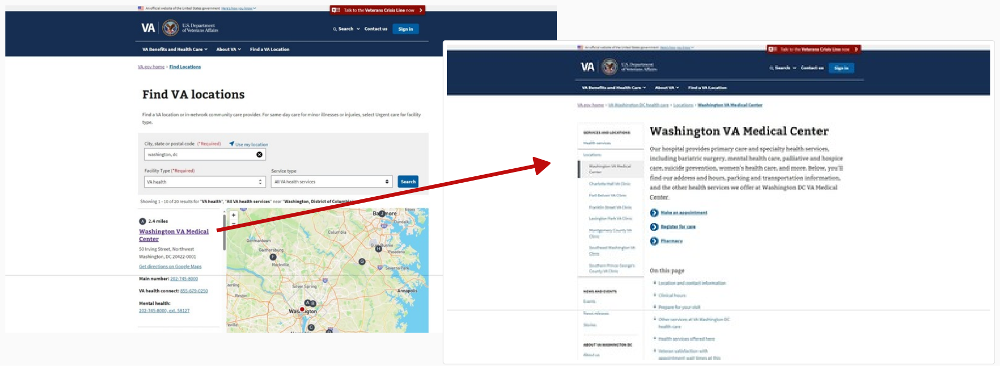 An official website of the United States government Here's how you know
Talk to the Veterans Crisis Line now
VA
U.S. Department
of Veterans Affairs
Search
Contact us
Sign in
VA Benefits and Health Care
About VA
Find a VA Location
VA.gov home › Find Locations
Find VA locations
Find a VA location or in-network community care provider. For same-day care for minor illnesses or injuries, select Urgent care for facility
type.
City, state or postal code (*Required)
Use my location
washington, dc
Facility Type (*Required)
Service type
VA health
All VA health services
Search
Showing 1 - 10 of 20 results for "VA health", "All VA health services" near "Washington, District of Columbia"
A 2.4 miles
Washington VA Medical
Center
50 Irving Street, Northwest
Washington, DC 20422-0001
Get directions on Google Maps
Main number: 202-745-8000
VA health connect: 855-679-0250
Mental health:
202-745-8000, ext. 58127
+
−
Essex
J
Dundalk
Columbia
Germantown
Gaithersburg
H
Pasadena
F
Rockville
G
Severna Park
Silver Spring
Annapolis
Reston
A B
C
An official website of the United States government Here's how you know
Talk to the Veterans Crisis Line now
VA
U.S. Department
of Veterans Affairs
Search
Contact us
Sign in
VA Benefits and Health Care
About VA
Find a VA Location
VA.gov home › VA Washington DC health care › Locations › Washington VA Medical Center
SERVICES AND LOCATIONS
Health services
Locations
Washington VA Medical
Center
Charlotte Hall VA Clinic
Fort Belvoir VA Clinic
Franklin Street VA Clinic
Lexington Park VA Clinic
Montgomery County VA
Clinic
Southeast Washington VA
Clinic
Southern Prince George's
County VA Clinic
NEWS AND EVENTS
Events
News releases
Stories
ABOUT VA WASHINGTON DC
About us
Washington VA Medical Center
Our hospital provides primary care and specialty health services,
including bariatric surgery, mental health care, palliative and hospice
care, suicide prevention, women's health care, and more. Below, you'll
find our address and hours, parking and transportation information,
and the other health services we offer at Washington DC VA Medical
Center.
Make an appointment
Register for care
Pharmacy
On this page
Location and contact information
Clinical hours
Prepare for your visit
Other services at VA Washington DC
health care
Health services offered here
Veteran satisfaction with
appointment wait times at this